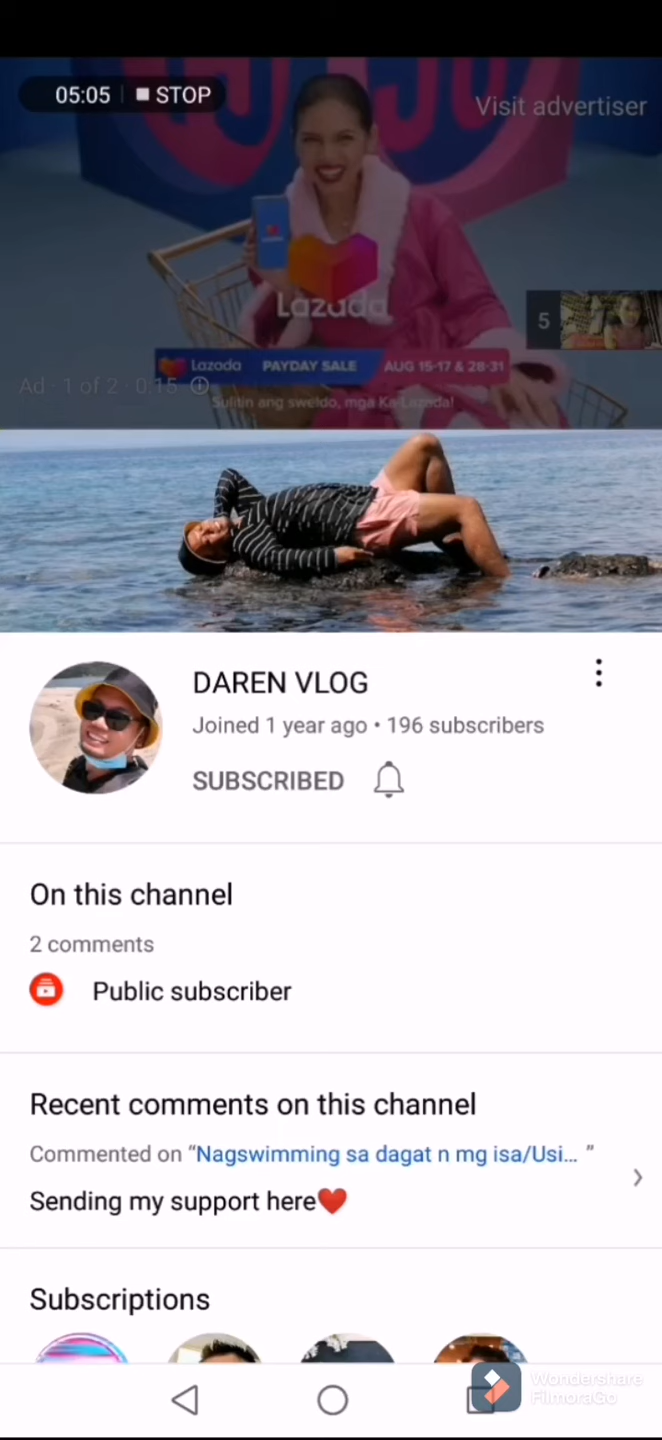 05:05 STOP
Visit advertiser
Lazada
5
Lazada PAYDAY SALE AUG 15-17 & 28-31
Ad · 1 of 2 · 0:15
Sulitin ang sweldo, mga Ka-Lazada!
DAREN VLOG
Joined 1 year ago • 196 subscribers
SUBSCRIBED
On this channel
2 comments
Public subscriber
Recent comments on this channel
Commented on “Nagswimming sa dagat n mg isa/Usi... ”
Sending my support here❤️
Subscriptions
Wondershare
FilmoraGo